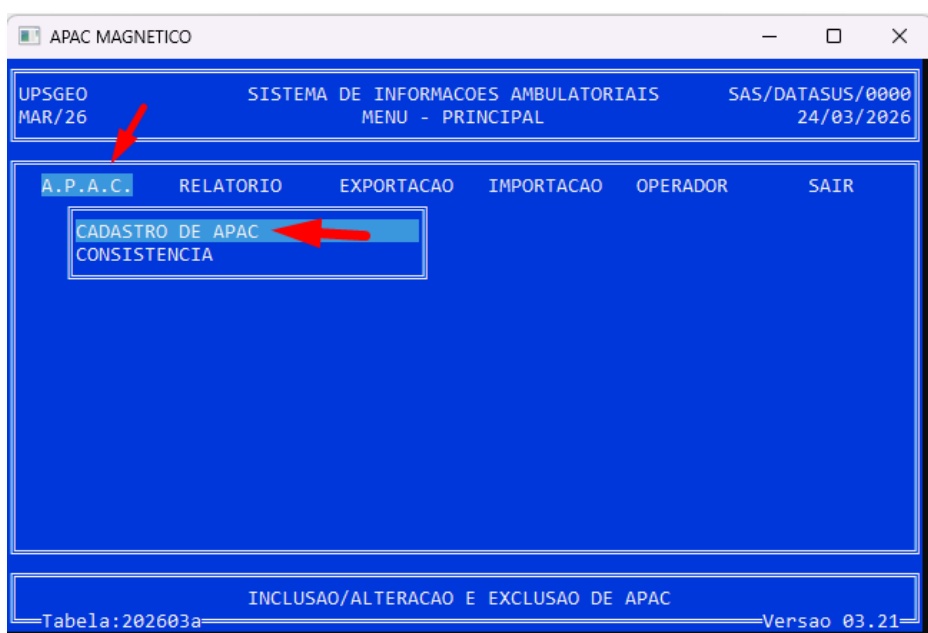 APAC MAGNETICO
UPSGEO SISTEMA DE INFORMACOES AMBULATORIAIS SAS/DATASUS/0000
MAR/26 MENU - PRINCIPAL 24/03/2026
A.P.A.C. RELATORIO EXPORTACAO IMPORTACAO OPERADOR SAIR
CADASTRO DE APAC
CONSISTENCIA
INCLUSAO/ALTERACAO E EXCLUSAO DE APAC
Tabela:202603a Versao 03.21